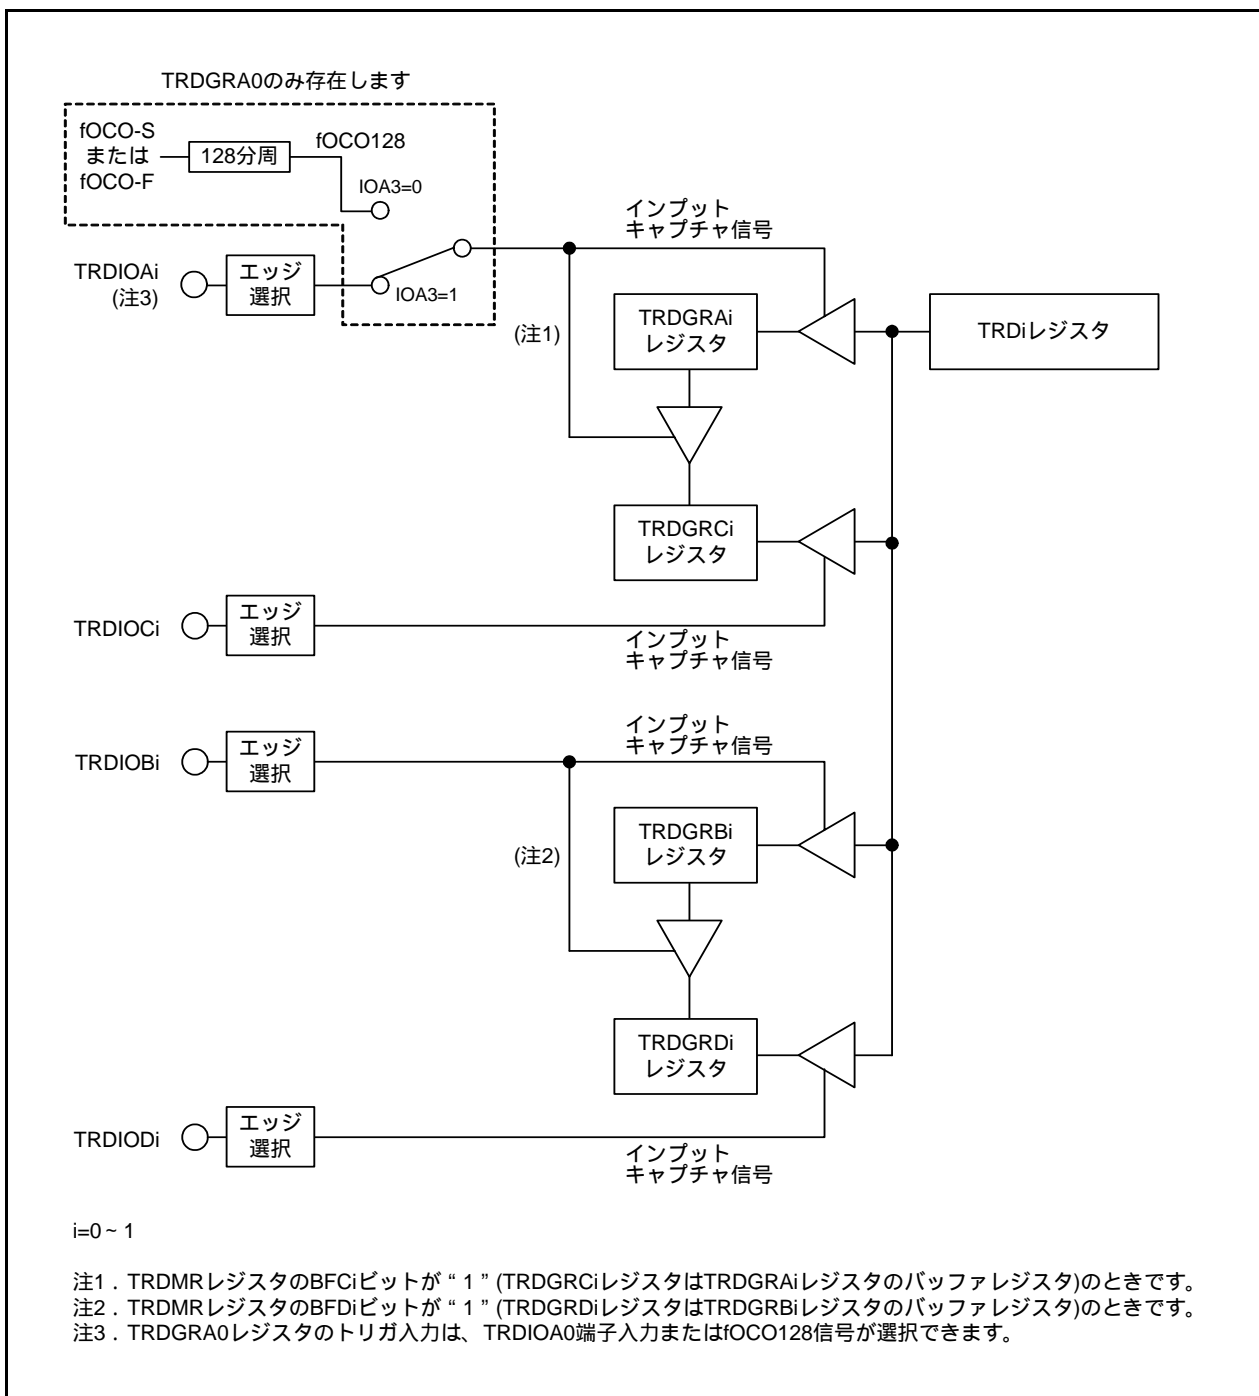 TRDGRA0のみ存在します
fOCO-S
または
fOCO-F
128分周
fOCO128
IOA3=0
TRDIOAi
(注3)
エッジ
選択
IOA3=1
インプット
キャプチャ信号
(注1)
TRDGRAi
レジスタ
TRDiレジスタ
TRDGRCi
レジスタ
TRDIOCi
エッジ
選択
インプット
キャプチャ信号
TRDIOBi
エッジ
選択
インプット
キャプチャ信号
(注2)
TRDGRBi
レジスタ
TRDGRDi
レジスタ
TRDIODi
エッジ
選択
インプット
キャプチャ信号
i=0~1
注1．TRDMRレジスタのBFCiビットが“1”(TRDGRCiレジスタはTRDGRAiレジスタのバッファレジスタ)のときです。
注2．TRDMRレジスタのBFDiビットが“1”(TRDGRDiレジスタはTRDGRBiレジスタのバッファレジスタ)のときです。
注3．TRDGRA0レジスタのトリガ入力は、TRDIOA0端子入力またはfOCO128信号が選択できます。